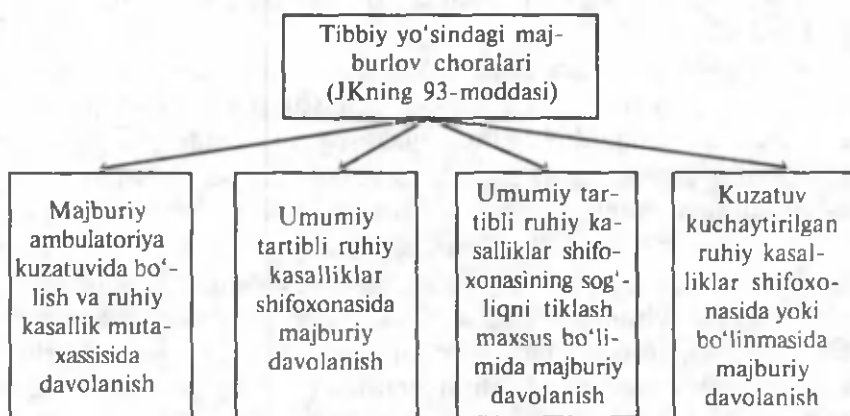 Tibbiy yo‘sindagi maj-
burlov choralari
(JKning 93-moddasi)
Majburiy
ambulatoriya
kuzatuvida bo‘-
lish va ruhiy
kasallik muta-
xassisida
davolanish
Umumiy
tartibli ruhiy
kasalliklar
shifoxonasida
majburiy
davolanish
Umumiy tar-
tibli ruhiy ka-
salliklar shifo-
xonasining sog‘-
liqni tiklash
maxsus bo‘li-
mida majburiy
davolanish
Kuzatuv
kuchaytirilgan
ruhiy kasal-
liklar shifoxo-
nasida yoki
bo‘linmasida
majburiy
davolanish